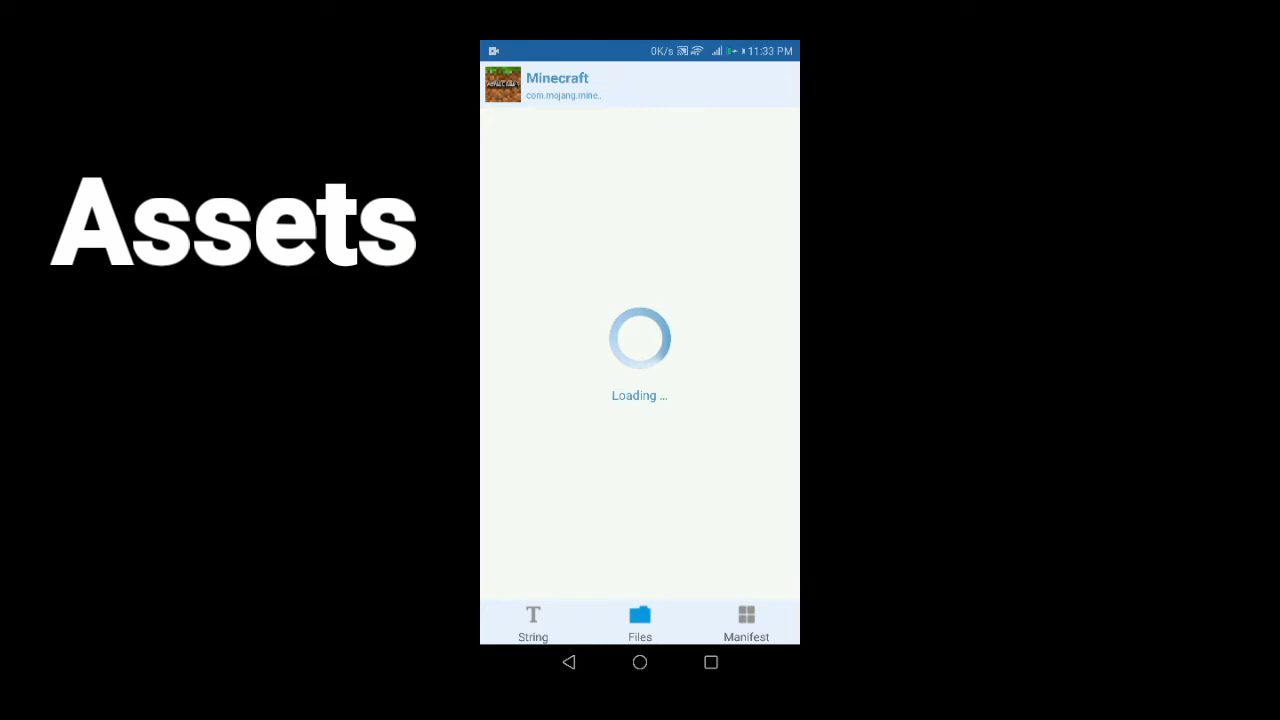 0K/s 11:33 PM
Minecraft
com.mojang.mine..
Assets
Loading ...
String Files Manifest